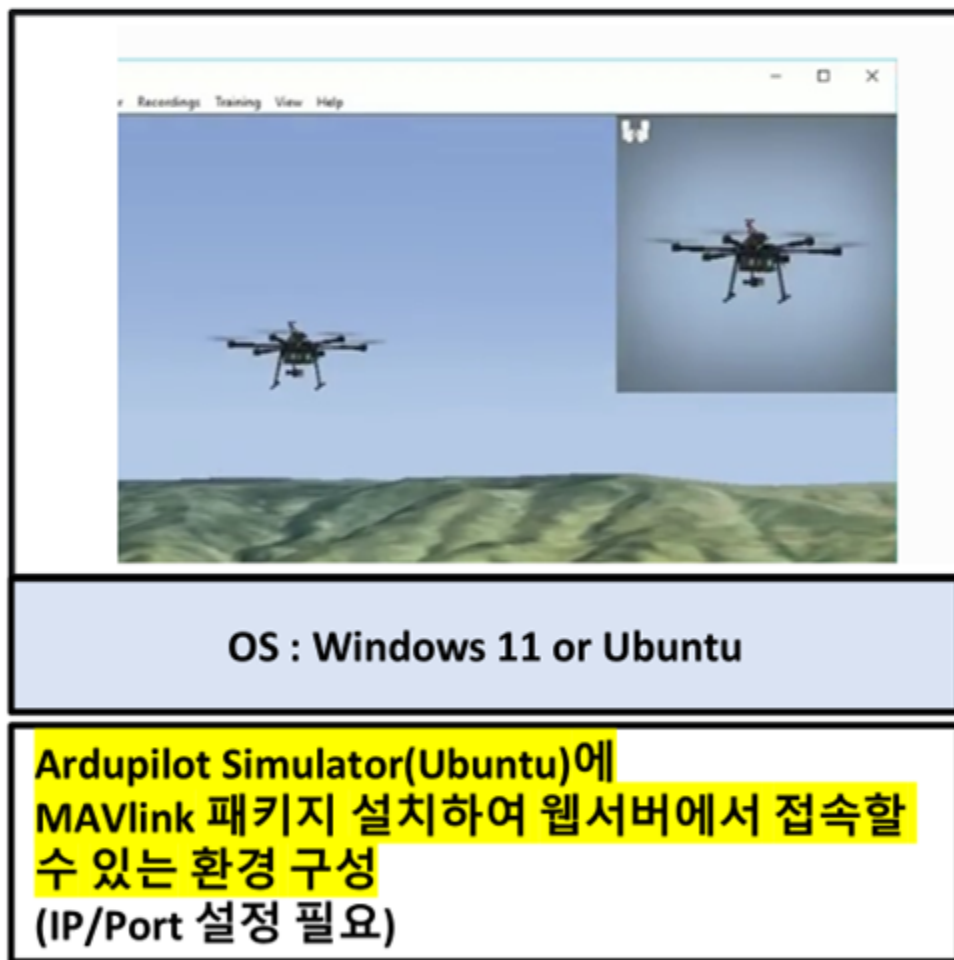 Recordings Training View Help
OS : Windows 11 or Ubuntu
Ardupilot Simulator(Ubuntu)에
MAVlink 패키지 설치하여 웹서버에서 접속할
수 있는 환경 구성
(IP/Port 설정 필요)